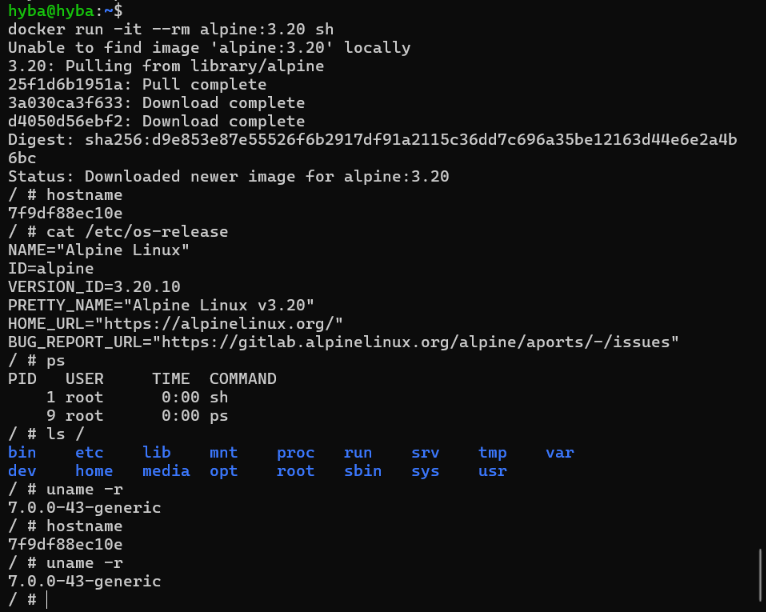 hyba@hyba:~$
docker run -it --rm alpine:3.20 sh
Unable to find image 'alpine:3.20' locally
3.20: Pulling from library/alpine
25f1d6b1951a: Pull complete
3a030ca3f633: Download complete
d4050d56ebf2: Download complete
Digest: sha256:d9e853e87e55526f6b2917df91a2115c36dd7c696a35be12163d44e6e2a4b
6bc
Status: Downloaded newer image for alpine:3.20
/ # hostname
7f9df88ec10e
/ # cat /etc/os-release
NAME="Alpine Linux"
ID=alpine
VERSION_ID=3.20.10
PRETTY_NAME="Alpine Linux v3.20"
HOME_URL="https://alpinelinux.org/"
BUG_REPORT_URL="https://gitlab.alpinelinux.org/alpine/aports/-/issues"
/ # ps
PID   USER     TIME  COMMAND
    1 root      0:00 sh
    9 root      0:00 ps
/ # ls /
bin    etc    lib    mnt    proc   run    srv    tmp    var
dev    home   media  opt    root   sbin   sys    usr
/ # uname -r
7.0.0-43-generic
/ # hostname
7f9df88ec10e
/ # uname -r
7.0.0-43-generic
/ #